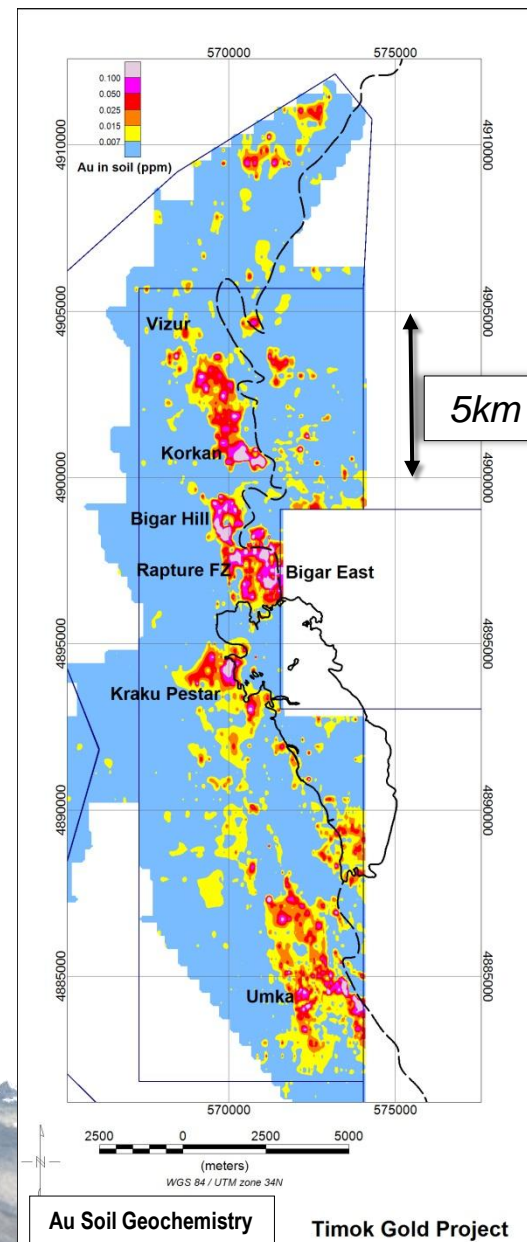 570000 575000
0.100
0.050
0.025
0.015
0.007
Au in soil (ppm)
4910000 4910000
4905000 4905000
Vizur
5km
Korkan
4900000 4900000
Bigar Hill
Rapture FZ Bigar East
4895000 4895000
Kraku Pestar
4890000 4890000
4885000 4885000
Umka
570000 575000
2500 0 2500 5000
(meters)
WGS 84 / UTM zone 34N
N
Au Soil Geochemistry
Timok Gold Project